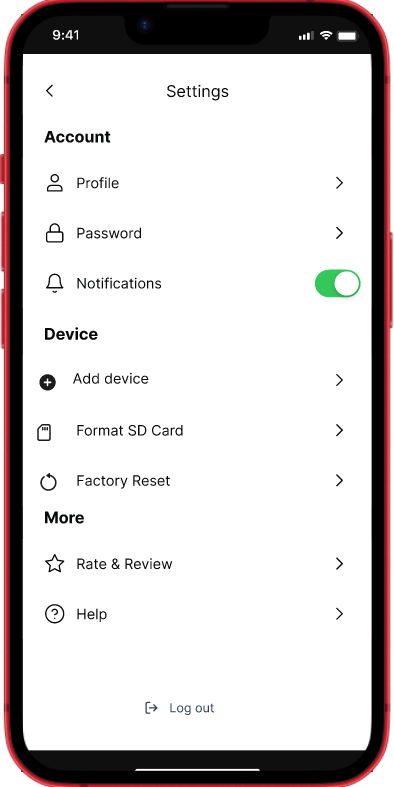 9:41
Settings
Account
Profile
Password
Notifications
Device
Add device
Format SD Card
Factory Reset
More
Rate & Review
Help
Log out